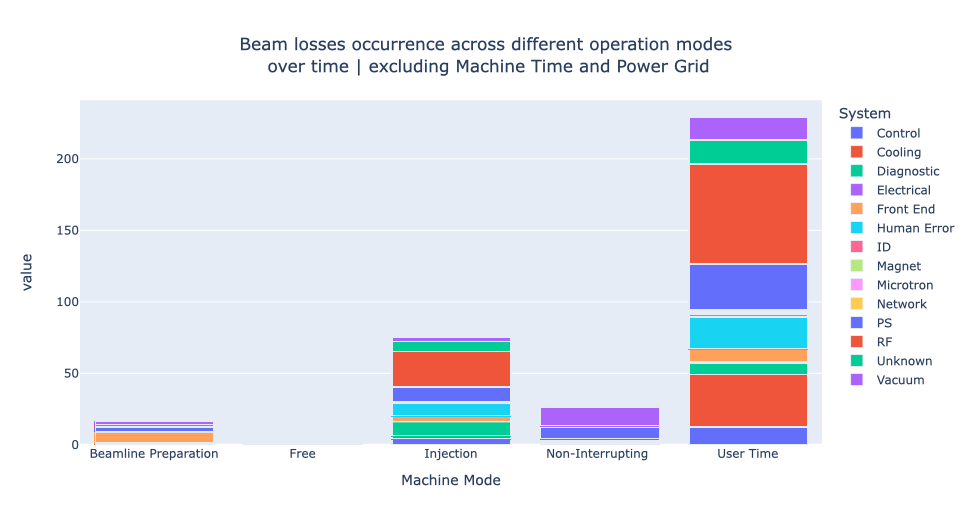 Beam losses occurrence across different operation modes
over time | excluding Machine Time and Power Grid
System
Control
Cooling
Diagnostic
Electrical
Front End
Human Error
ID
Magnet
Microtron
Network
PS
RF
Unknown
Vacuum
value
200
150
100
50
0
Beamline Preparation
Free
Injection
Non-Interrupting
User Time
Machine Mode